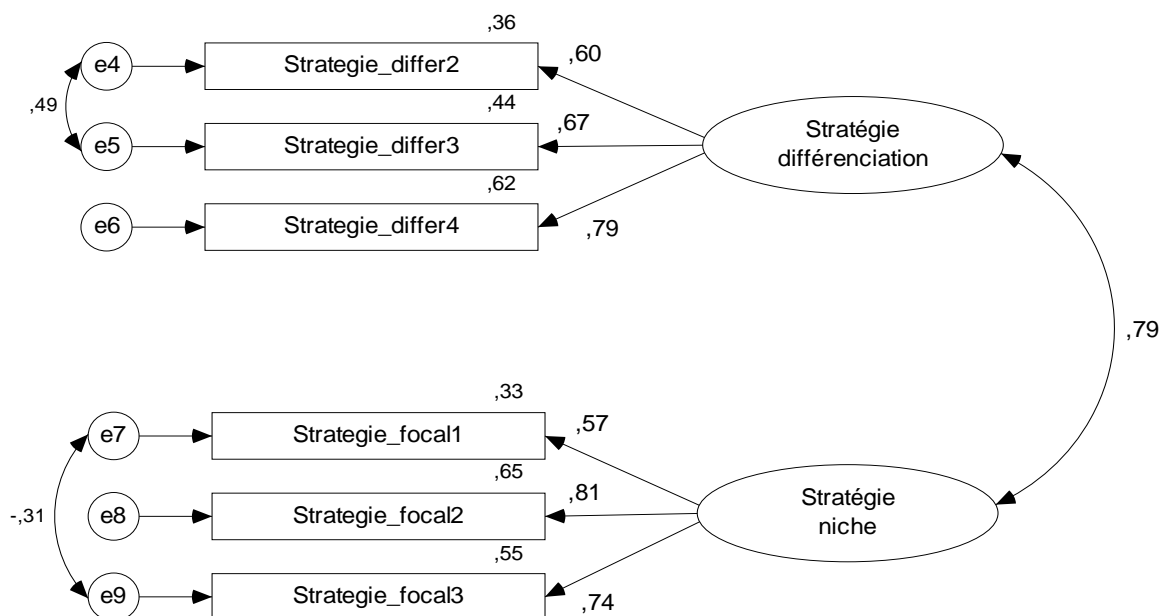 ,36
e4
Strategie_differ2
,60
,49
,44
e5
Strategie_differ3
,67
Stratégie
différenciation
,62
e6
Strategie_differ4
,79
,79
,33
e7
Strategie_focal1
,57
,65
-,31
e8
Strategie_focal2
,81
Stratégie
niche
,55
e9
Strategie_focal3
,74